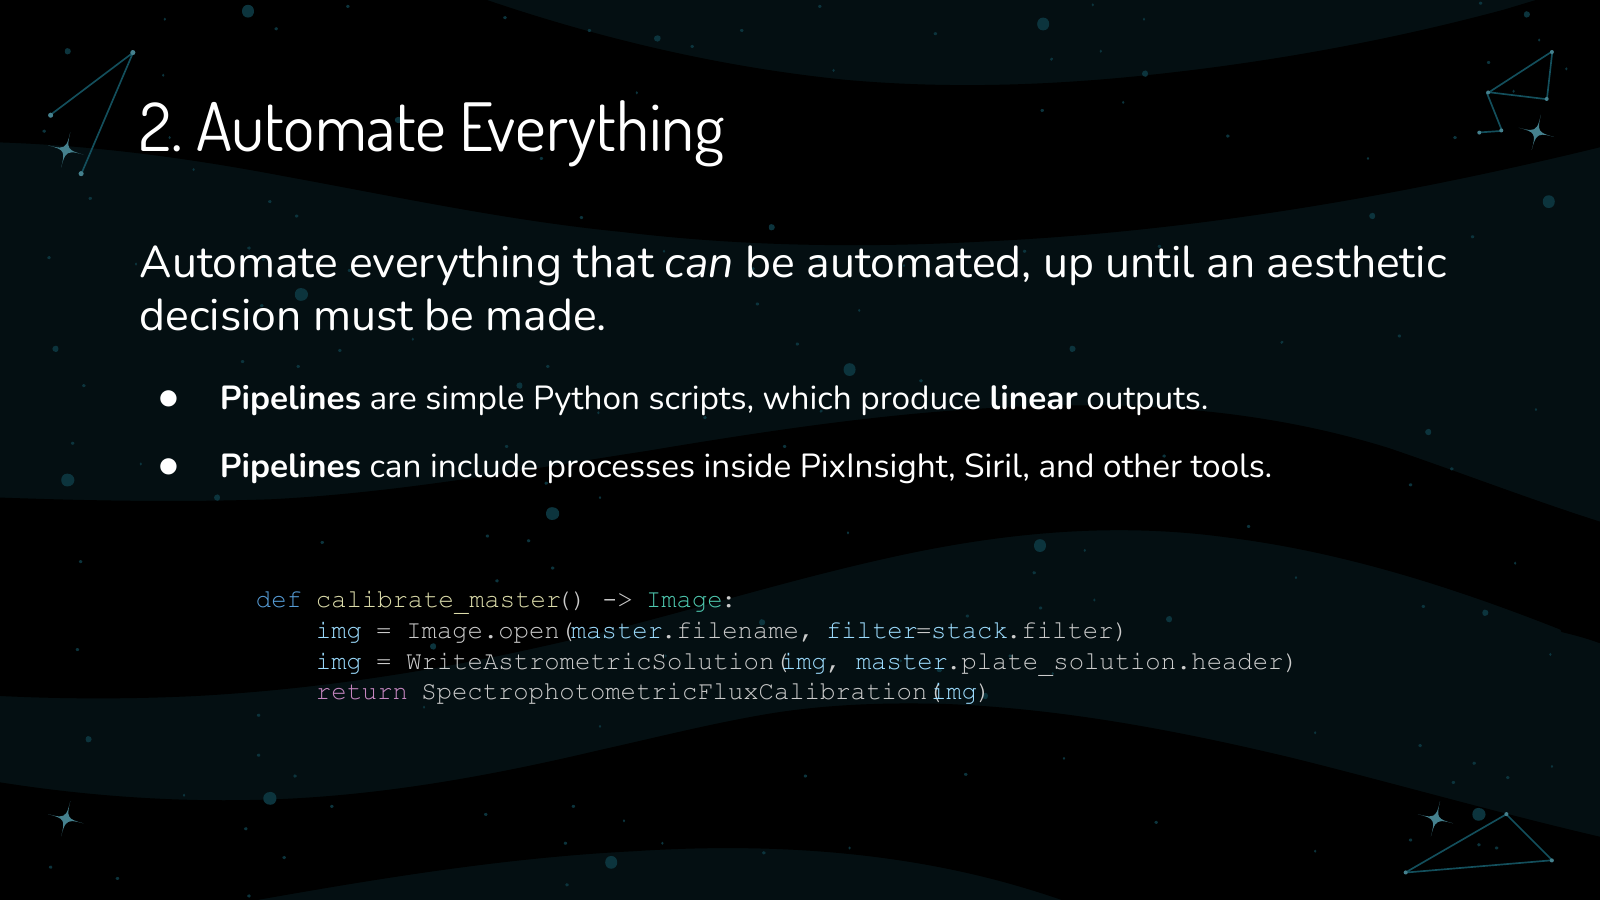 2. Automate Everything
Automate everything that can be automated, up until an aesthetic
decision must be made.
● Pipelines are simple Python scripts, which produce linear outputs.
● Pipelines can include processes inside PixInsight, Siril, and other tools.
def calibrate_master() -> Image:
    img = Image.open(master.filename, filter=stack.filter)
    img = WriteAstrometricSolution(img, master.plate_solution.header)
    return SpectrophotometricFluxCalibration(img)